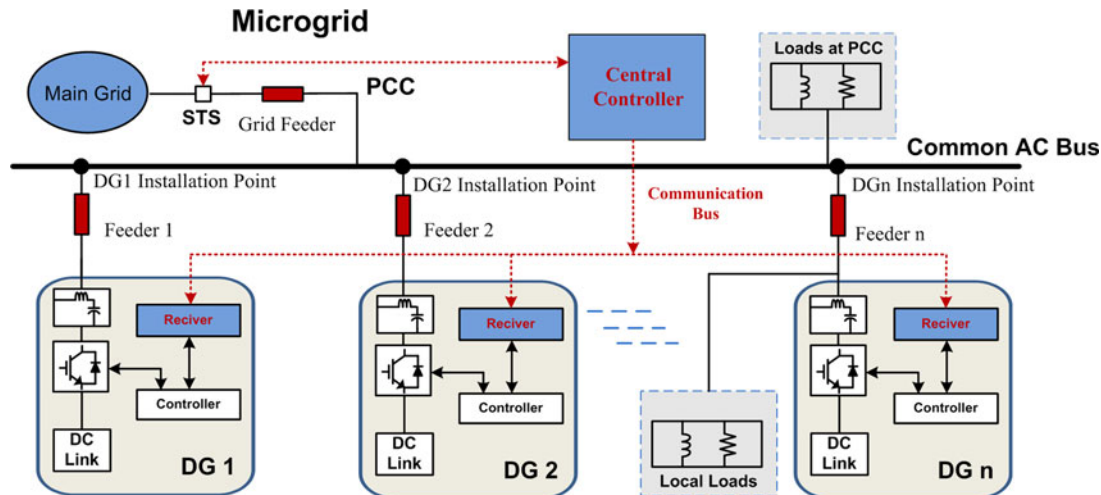 Microgrid
Main Grid
STS
Grid Feeder
PCC
Central
Controller
Loads at PCC
Common AC Bus
DG1 Installation Point
DG2 Installation Point
DGn Installation Point
Communication
Bus
Feeder 1
Feeder 2
Feeder n
Reciver
Controller
DC
Link
DG 1
Reciver
Controller
DC
Link
DG 2
Local Loads
Reciver
Controller
DC
Link
DG n